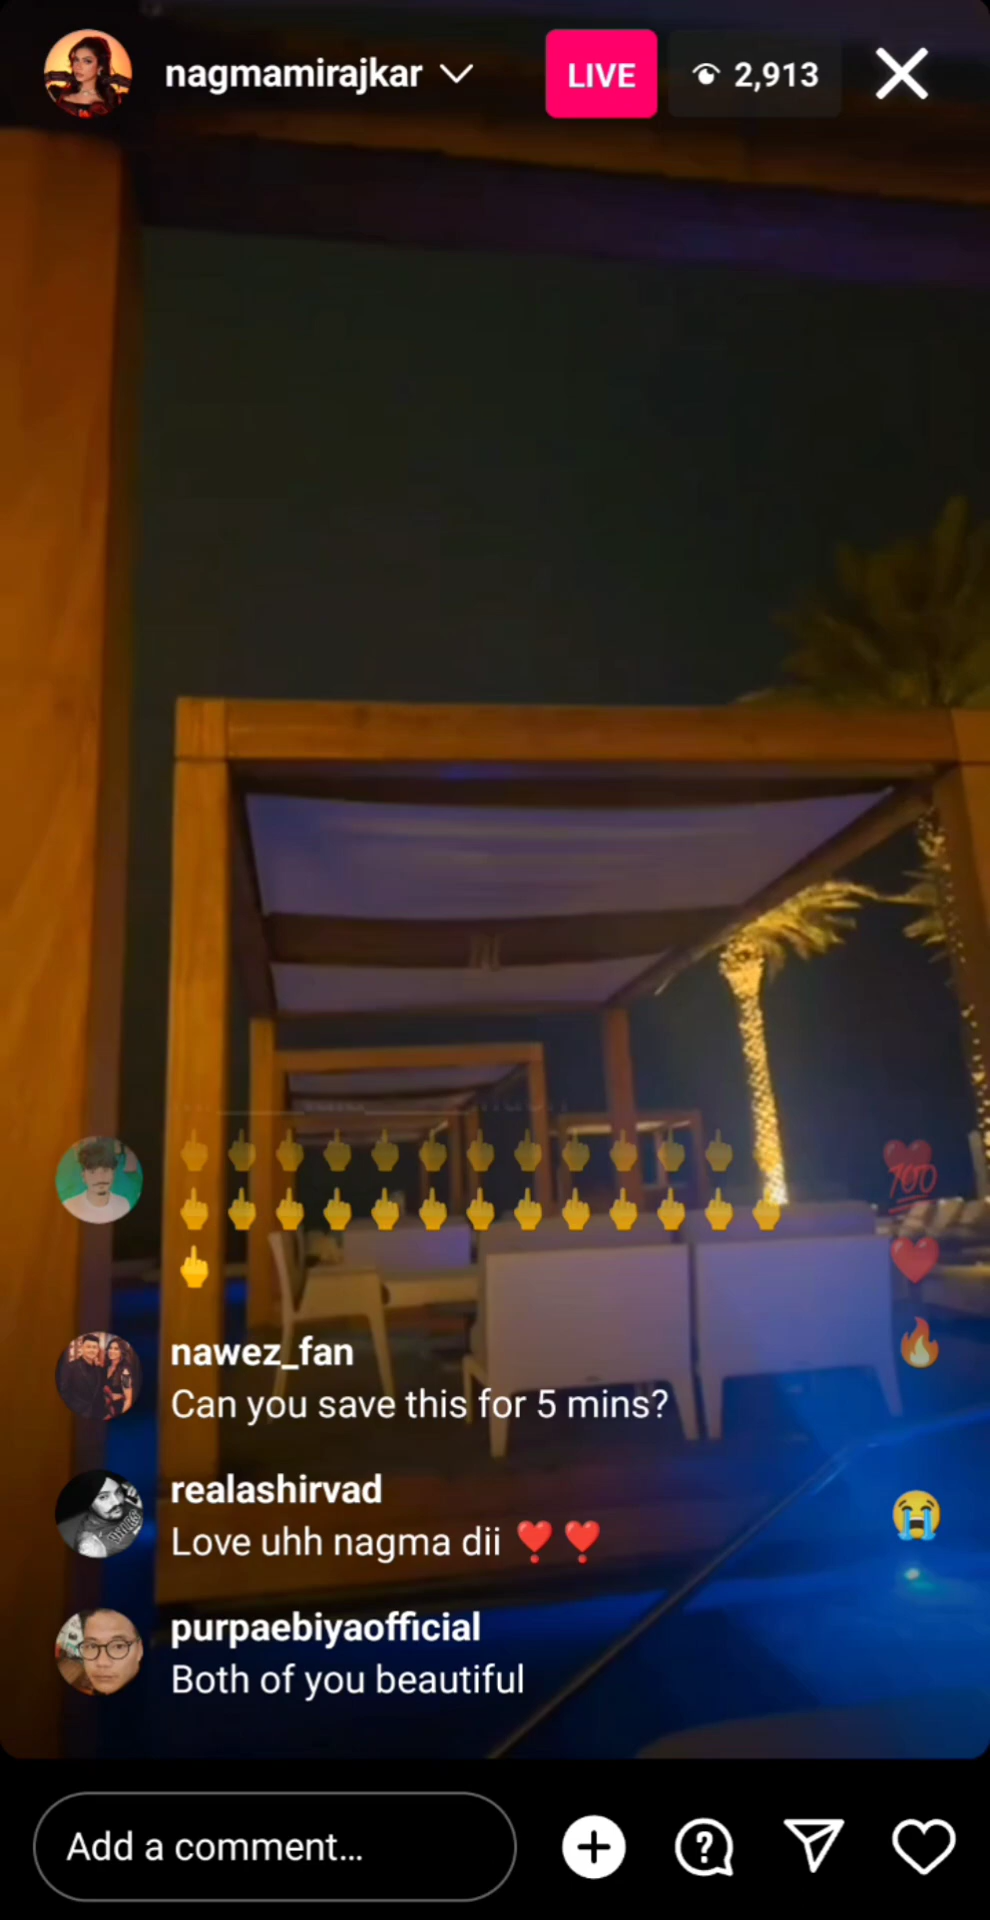 nagmamirajkar
LIVE
2,913
🖕🖕🖕🖕🖕🖕🖕🖕🖕🖕🖕🖕
🖕🖕🖕🖕🖕🖕🖕🖕🖕🖕🖕🖕🖕
🖕
nawez_fan
Can you save this for 5 mins?
realashirvad
Love uhh nagma dii ❣️❣️
purpaebiyaofficial
Both of you beautiful
Add a comment...